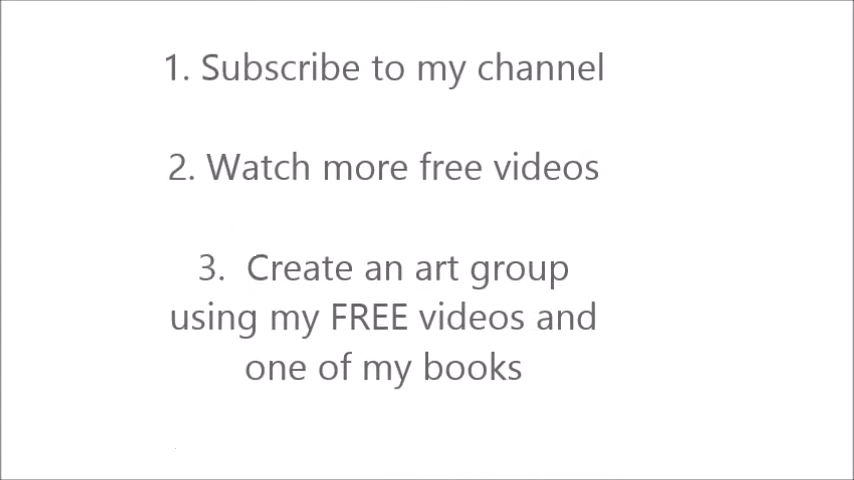 1. Subscribe to my channel
2. Watch more free videos
3. Create an art group
using my FREE videos and
one of my books